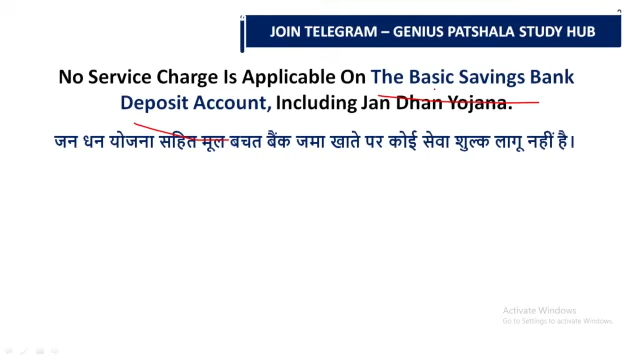 JOIN TELEGRAM – GENIUS PATSHALA STUDY HUB
No Service Charge Is Applicable On The Basic Savings Bank
Deposit Account, Including Jan Dhan Yojana.
जन धन योजना सहित मूल बचत बैंक जमा खाते पर कोई सेवा शुल्क लागू नहीं है।
Activate Windows
Go to Settings to activate Windows.